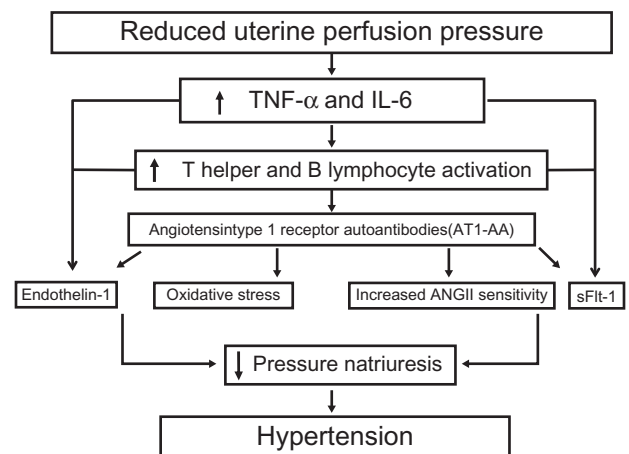 Reduced uterine perfusion pressure
↑ TNF-α and IL-6
↑ T helper and B lymphocyte activation
Angiotensintype 1 receptor autoantibodies(AT1-AA)
Endothelin-1
Oxidative stress
Increased ANGII sensitivity
sFlt-1
↓ Pressure natriuresis
Hypertension